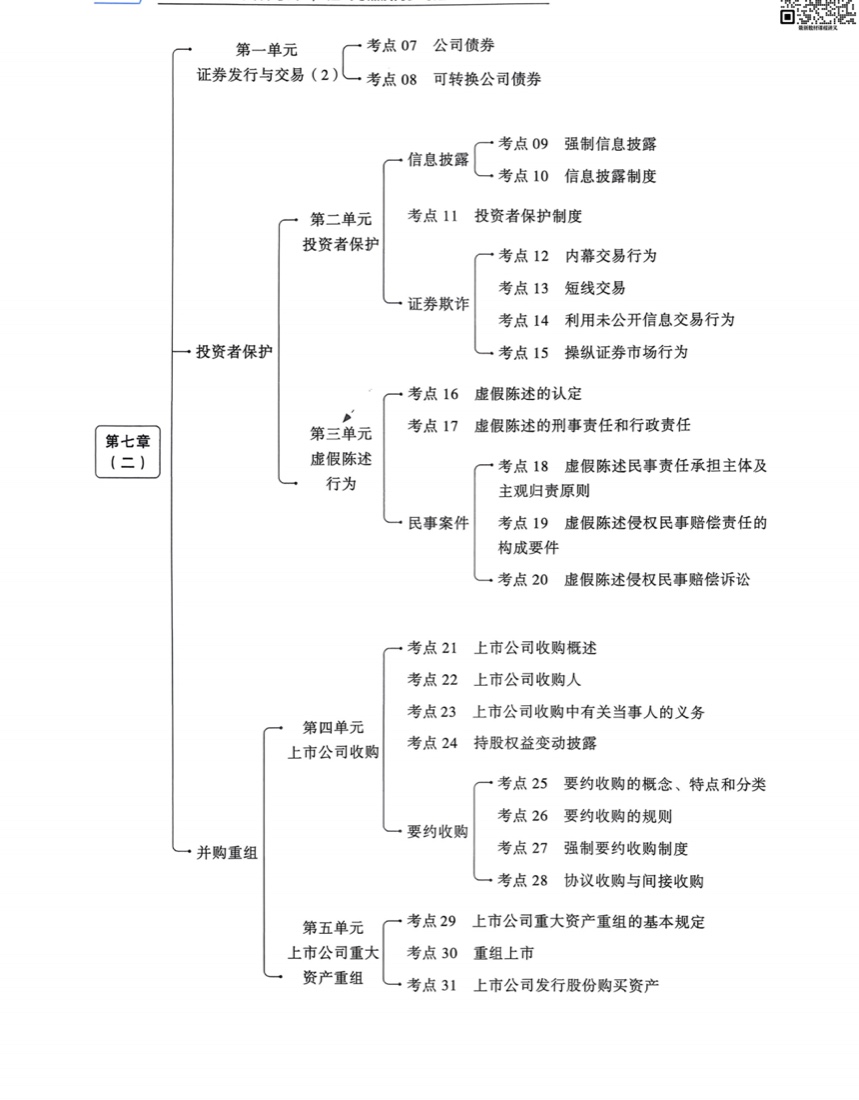 第一单元
证券发行与交易（2）
考点 07 公司债券
考点 08 可转换公司债券
第七章
（二）
投资者保护
第二单元
投资者保护
信息披露
考点 09 强制信息披露
考点 10 信息披露制度
考点 11 投资者保护制度
证券欺诈
考点 12 内幕交易行为
考点 13 短线交易
考点 14 利用未公开信息交易行为
考点 15 操纵证券市场行为
第三单元
虚假陈述
行为
考点 16 虚假陈述的认定
考点 17 虚假陈述的刑事责任和行政责任
民事案件
考点 18 虚假陈述民事责任承担主体及
主观归责原则
考点 19 虚假陈述侵权民事赔偿责任的
构成要件
考点 20 虚假陈述侵权民事赔偿诉讼
并购重组
第四单元
上市公司收购
考点 21 上市公司收购概述
考点 22 上市公司收购人
考点 23 上市公司收购中有关当事人的义务
考点 24 持股权益变动披露
要约收购
考点 25 要约收购的概念、特点和分类
考点 26 要约收购的规则
考点 27 强制要约收购制度
考点 28 协议收购与间接收购
第五单元
上市公司重大
资产重组
考点 29 上市公司重大资产重组的基本规定
考点 30 重组上市
考点 31 上市公司发行股份购买资产